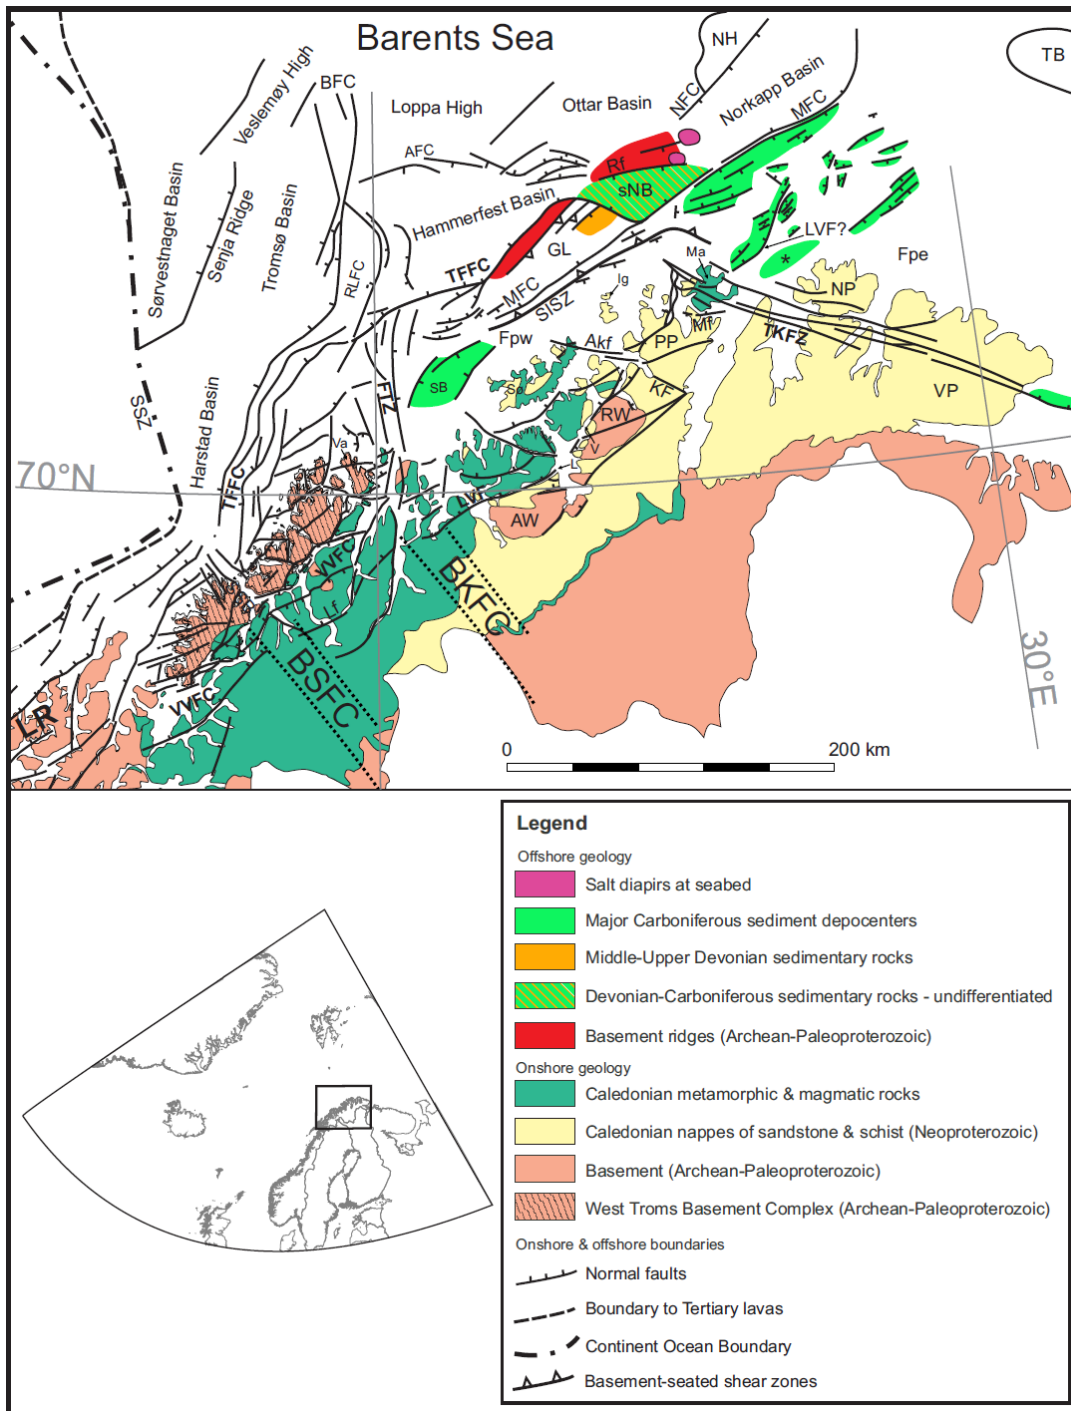 Barents Sea
NH
TB
BFC
Veslemøy High
Loppa High
Ottar Basin
NFC
Norkapp Basin
MFC
AFC
Rf
sNB
Sørvestsnaget Basin
Senja Ridge
Tromsø Basin
Hammerfest Basin
LVF?
*
GL
Ma
Fpe
RLFC
TFFC
MFC
SISZ
Ig
NP
Mf
TKFZ
Fpw
Akf
PP
SB
Sø
KF
VP
FTZ
RW
SSZ
Harstad Basin
Va
V
70°N
TFFC
LVF
AW
VVFC
BKFC
Lf
BSFC
30°E
VVFC
LR
0 200 km
Legend
Offshore geology
Salt diapirs at seabed
Major Carboniferous sediment depocenters
Middle-Upper Devonian sedimentary rocks
Devonian-Carboniferous sedimentary rocks - undifferentiated
Basement ridges (Archean-Paleoproterozoic)
Onshore geology
Caledonian metamorphic & magmatic rocks
Caledonian nappes of sandstone & schist (Neoproterozoic)
Basement (Archean-Paleoproterozoic)
West Troms Basement Complex (Archean-Paleoproterozoic)
Onshore & offshore boundaries
Normal faults
Boundary to Tertiary lavas
Continent Ocean Boundary
Basement-seated shear zones